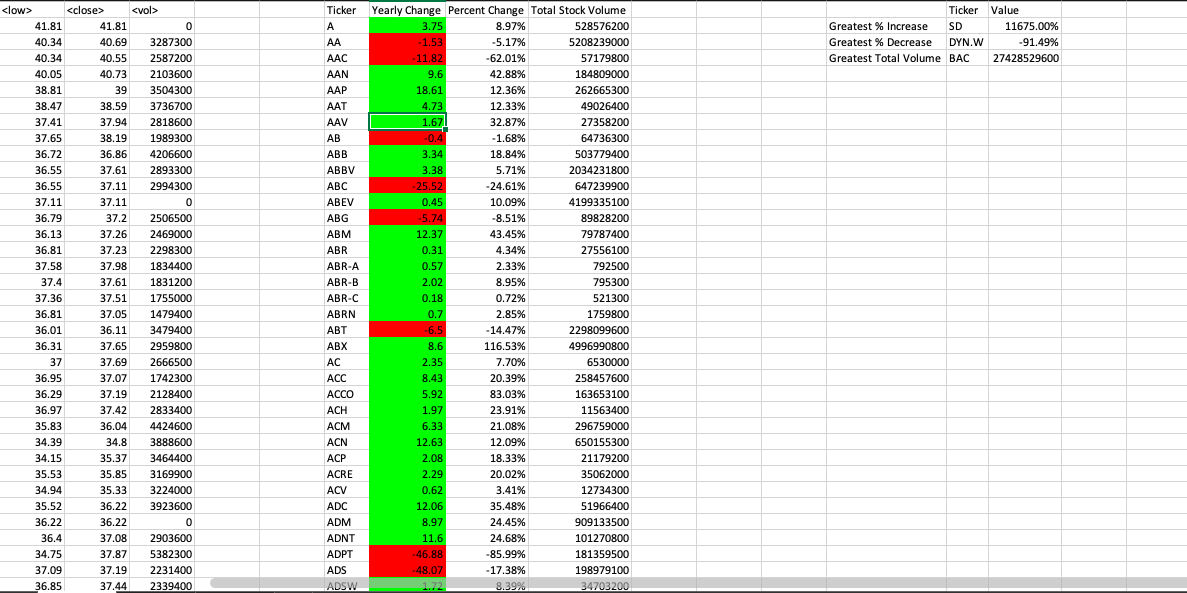 <low> <close> <vol> Ticker Yearly Change Percent Change Total Stock Volume Ticker Value
41.81 41.81 0 A 3.75 8.97% 528576200 Greatest % Increase SD 11675.00%
40.34 40.69 3287300 AA -1.53 -5.17% 5208239000 Greatest % Decrease DYN.W -91.49%
40.34 40.55 2587200 AAC -11.82 -62.01% 57179800 Greatest Total Volume BAC 27428529600
40.05 40.73 2103600 AAN 9.6 42.88% 184809000
38.81 39 3504300 AAP 18.61 12.36% 262665300
38.47 38.59 3736700 AAT 4.73 12.33% 49026400
37.41 37.94 2818600 AAV 1.67 32.87% 27358200
37.65 38.19 1989300 AB -0.4 -1.68% 64736300
36.72 36.86 4206600 ABB 3.34 18.84% 503779400
36.55 37.61 2893300 ABBV 3.38 5.71% 2034231800
36.55 37.11 2994300 ABC -25.52 -24.61% 647239900
37.11 37.11 0 ABEV 0.45 10.09% 4199335100
36.79 37.2 2506500 ABG -5.74 -8.51% 89828200
36.13 37.26 2469000 ABM 12.37 43.45% 79787400
36.81 37.23 2298300 ABR 0.31 4.34% 27556100
37.58 37.98 1834400 ABR-A 0.57 2.33% 792500
37.4 37.61 1831200 ABR-B 2.02 8.95% 795300
37.36 37.51 1755000 ABR-C 0.18 0.72% 521300
36.81 37.05 1479400 ABRN 0.7 2.85% 1759800
36.01 36.11 3479400 ABT -6.5 -14.47% 2298099600
36.31 37.65 2959800 ABX 8.6 116.53% 4996990800
37 37.69 2666500 AC 2.35 7.70% 6530000
36.95 37.07 1742300 ACC 8.43 20.39% 258457600
36.29 37.19 2128400 ACCO 5.92 83.03% 163653100
36.97 37.42 2833400 ACH 1.97 23.91% 11563400
35.83 36.04 4424600 ACM 6.33 21.08% 296759000
34.39 34.8 3888600 ACN 12.63 12.09% 650155300
34.15 35.37 3464400 ACP 2.08 18.33% 21179200
35.53 35.85 3169900 ACRE 2.29 20.02% 35062000
34.94 35.33 3224000 ACV 0.62 3.41% 12734300
35.52 36.22 3923600 ADC 12.06 35.48% 51966400
36.22 36.22 0 ADM 8.97 24.45% 909133500
36.4 37.08 2903600 ADNT 11.6 24.68% 101270800
34.75 37.87 5382300 ADPT -46.88 -85.99% 181359500
37.09 37.19 2231400 ADS -48.07 -17.38% 198979100
36.85 37.44 2339400 ADSW 1.72 8.39% 34703200